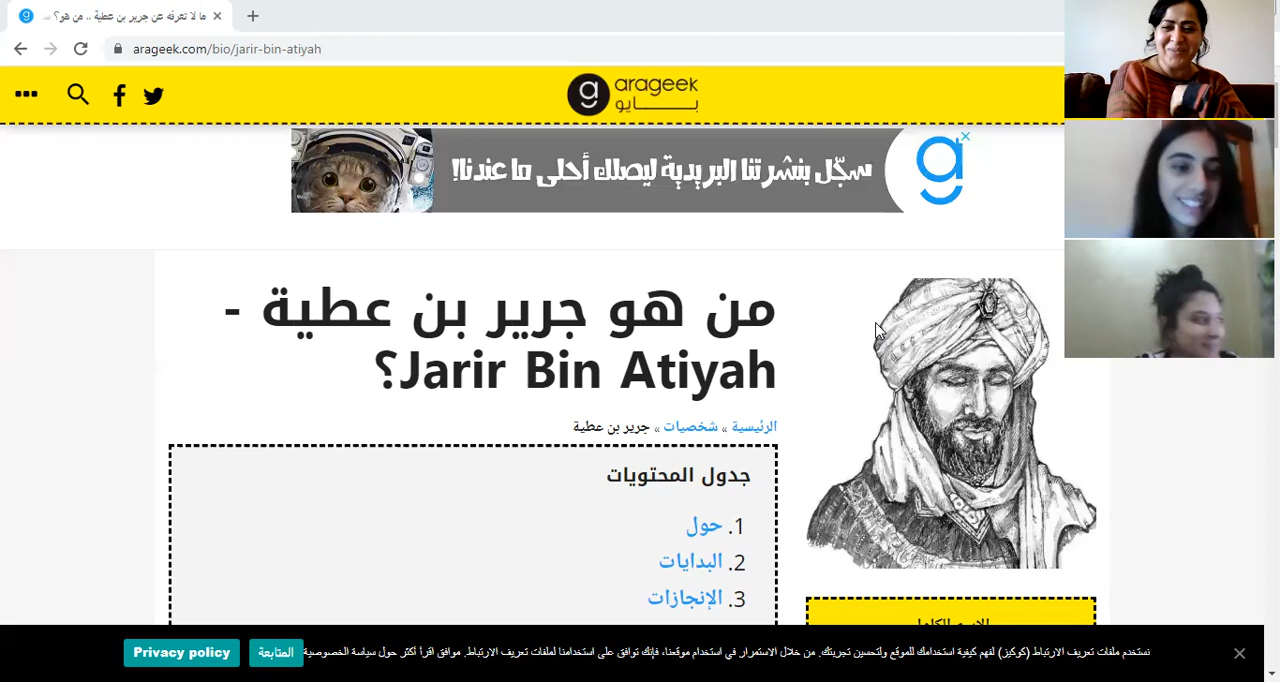 ما لا تعرفه عن جرير بن عطية .. من هو؟
arageek.com/bio/jarir-bin-atiyah
arageek
بـــايو
سجّل بنشرتنا البريدية ليصلك أحلى ما عندنا!
من هو جرير بن عطية -
Jarir Bin Atiyah؟
الرئيسية » شخصيات » جرير بن عطية
جدول المحتويات
1. حول
2. البدايات
3. الإنجازات
الاسم الكامل
نستخدم ملفات تعريف الارتباط (كوكيز) لفهم كيفية استخدامك للموقع ولتحسين تجربتك. من خلال الاستمرار في استخدام موقعنا، فإنك توافق على استخدامنا لملفات تعريف الارتباط. موافق اقرأ أكثر حول سياسة الخصوصية المتابعة Privacy policy